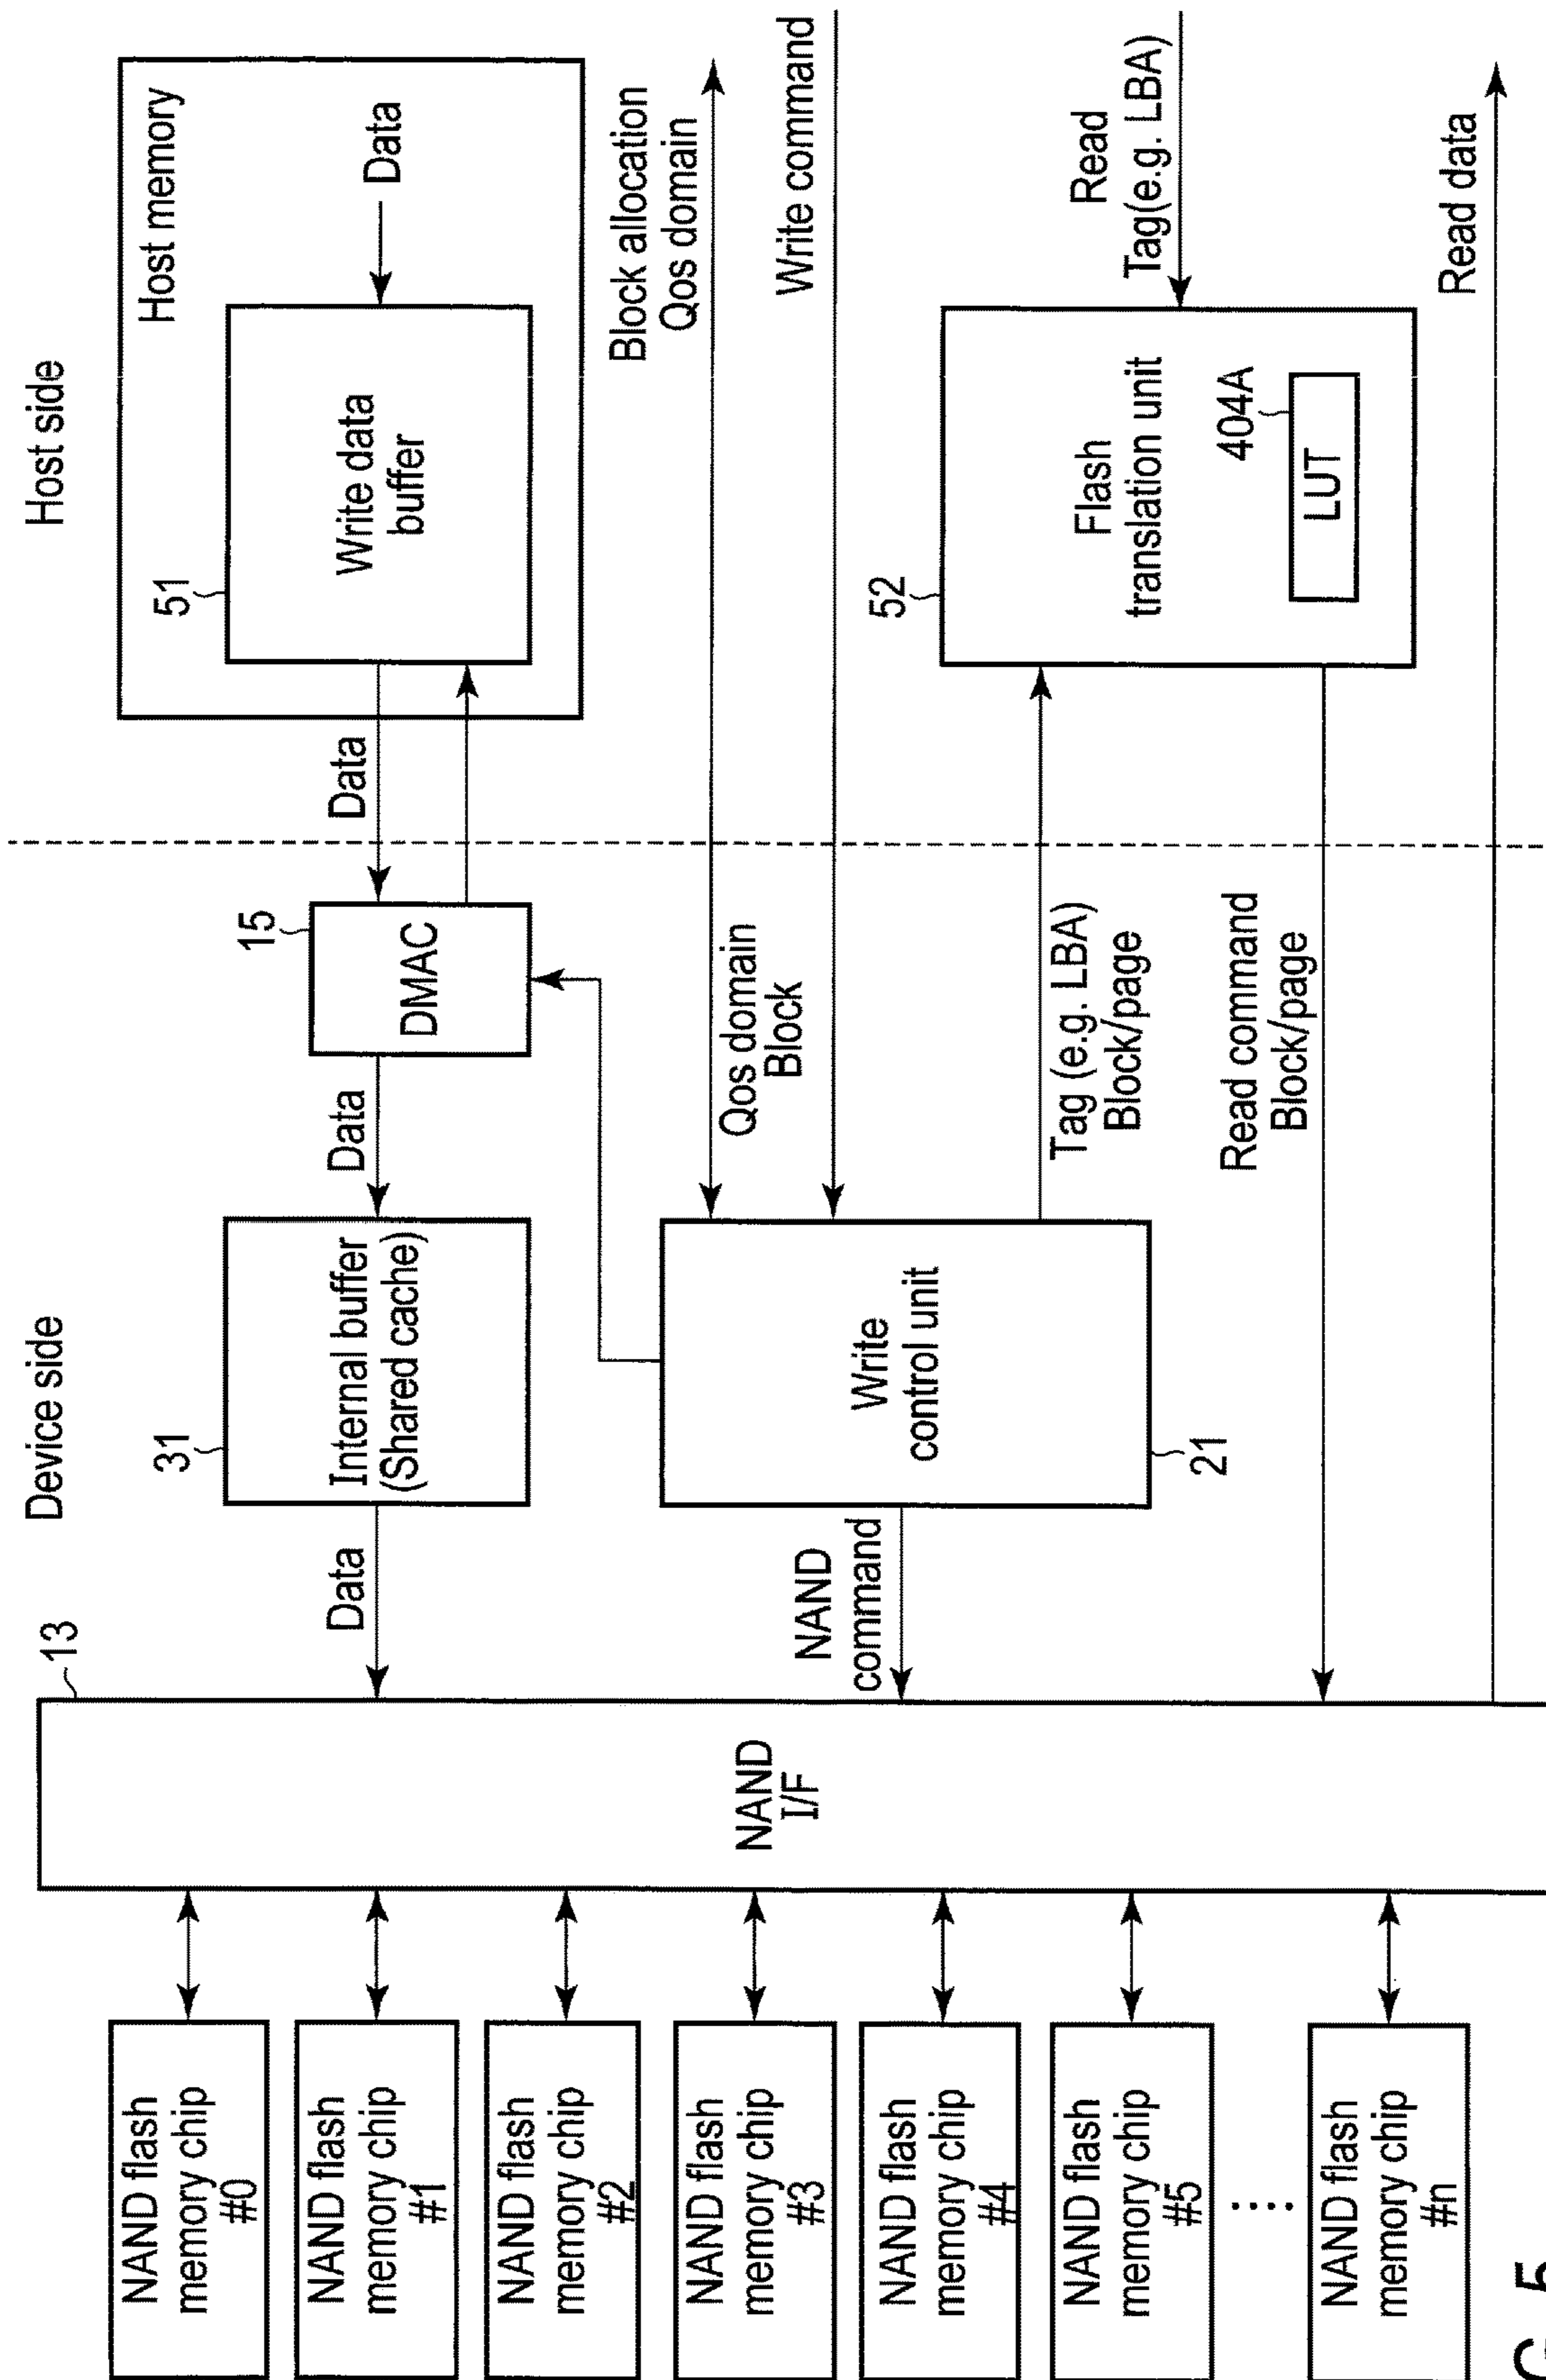 Device side
Host side
NAND flash
memory chip
#0
NAND flash
memory chip
#1
NAND flash
memory chip
#2
NAND flash
memory chip
#3
NAND flash
memory chip
#4
NAND flash
memory chip
#5
NAND flash
memory chip
#n
13
NAND
I/F
Data
31
Internal buffer
(Shared cache)
Data
15
DMAC
Data
Host memory
51
Write data
buffer
Data
NAND
command
Write
control unit
21
Qos domain
Block
Block allocation
Qos domain
Write command
Tag (e.g. LBA)
Block/page
Read command
Block/page
52
Flash
translation unit
404A
LUT
Read
Tag(e.g. LBA)
Read data
G. 5